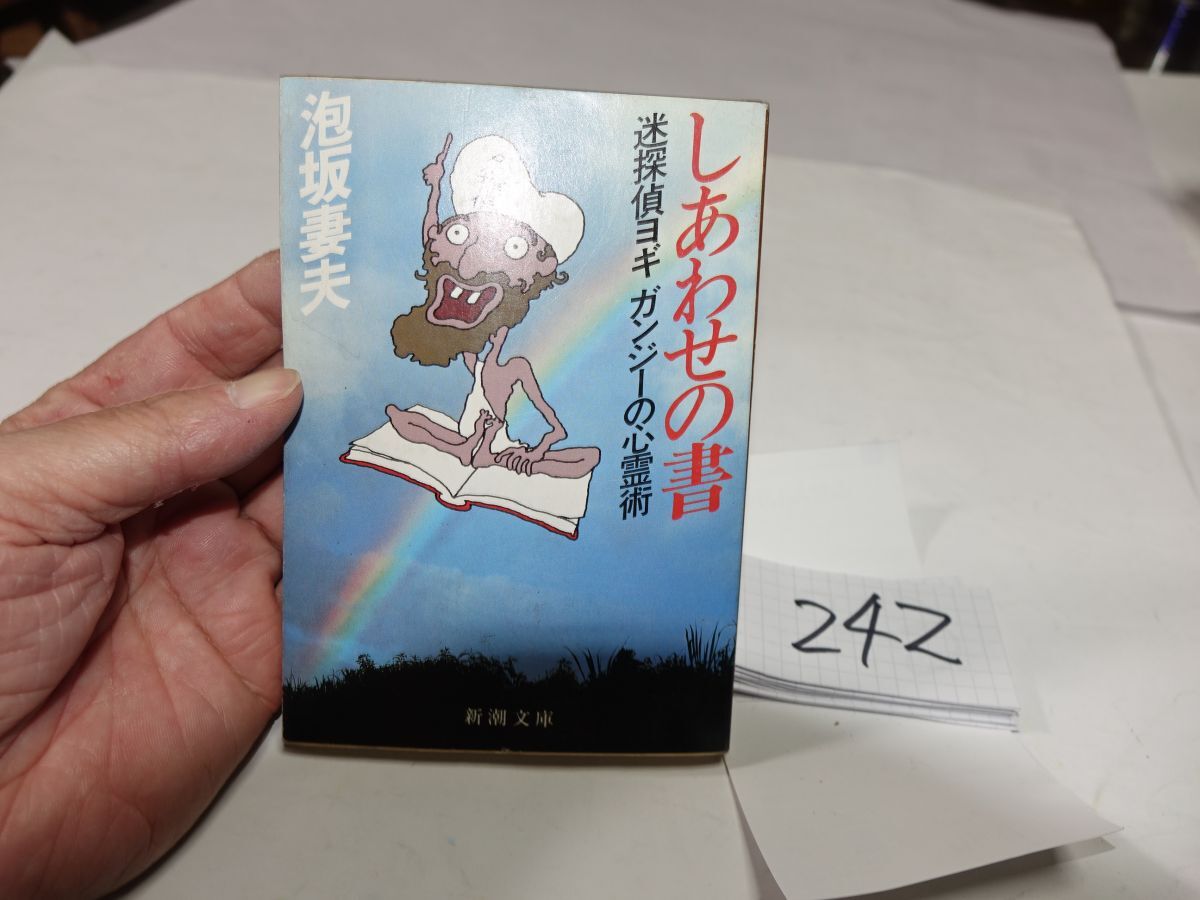 しあわせの書
迷探偵ヨギ ガンジーの心霊術
泡坂妻夫
新潮文庫
242